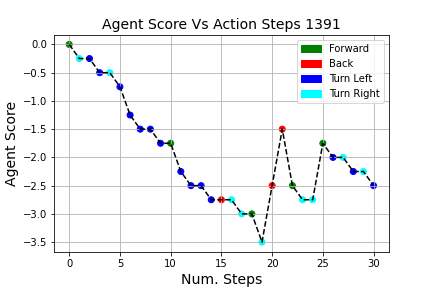 Agent Score Vs Action Steps 1391
Agent Score
0.0
−0.5
−1.0
−1.5
−2.0
−2.5
−3.0
−3.5
Forward
Back
Turn Left
Turn Right
0 5 10 15 20 25 30
Num. Steps